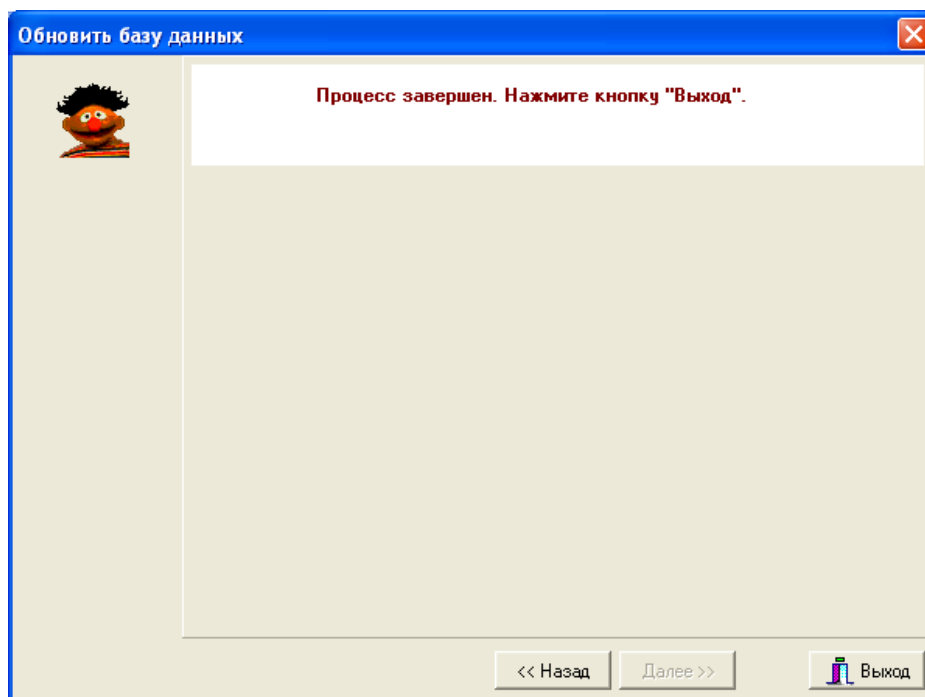 Обновить базу данных
Процесс завершен. Нажмите кнопку "Выход".
<< Назад
Далее >>
Выход